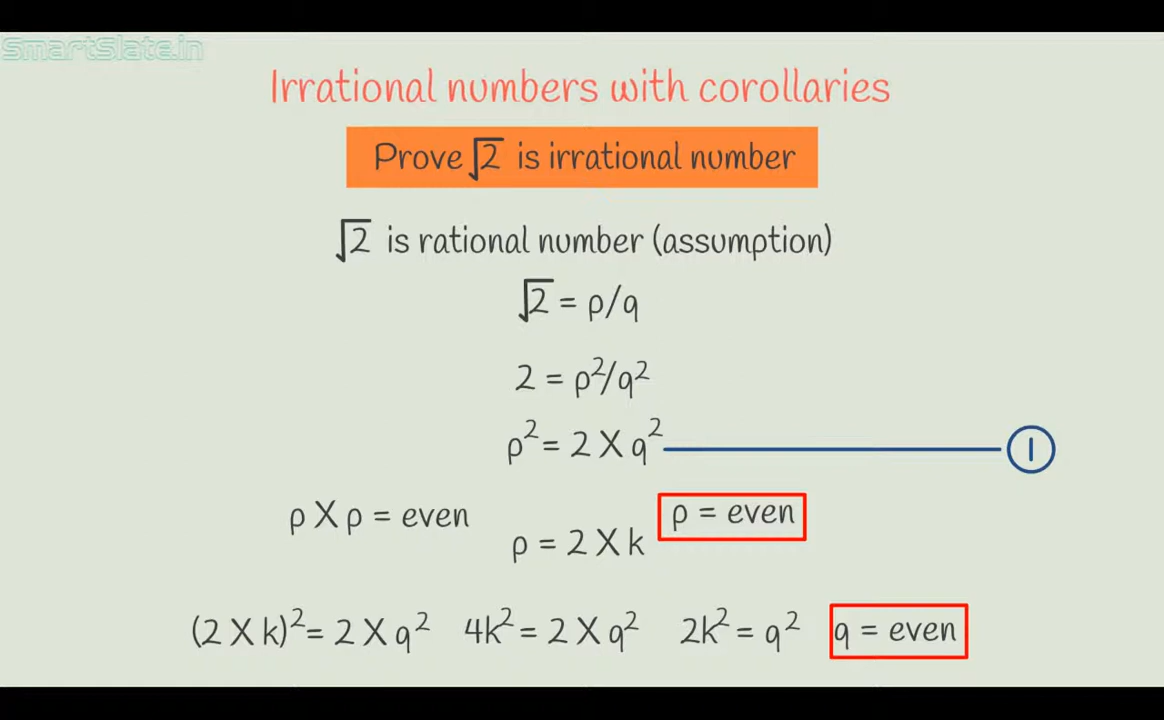 SmartSlate.in
Irrational numbers with corollaries
Prove √2 is irrational number
√2 is rational number (assumption)
√2 = p/q
2 = p²/q²
p² = 2 X q² ① 
p X p = even
p = 2 X k
p = even
(2 X k)² = 2 X q² 4k² = 2 X q² 2k² = q² q = even